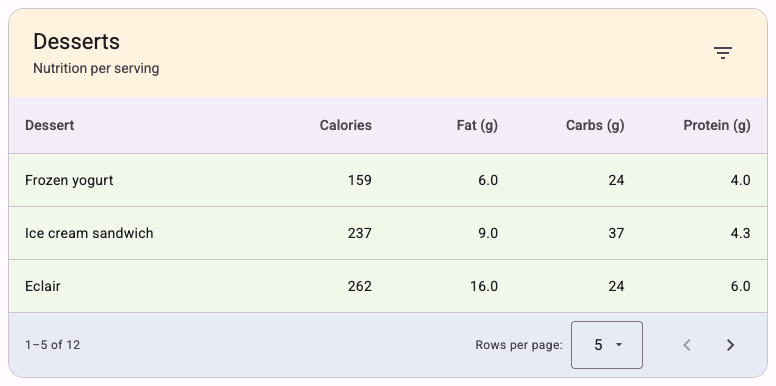 Desserts
Nutrition per serving
Dessert Calories Fat (g) Carbs (g) Protein (g)
Frozen yogurt 159 6.0 24 4.0
Ice cream sandwich 237 9.0 37 4.3
Eclair 262 16.0 24 6.0
1–5 of 12 Rows per page: 5